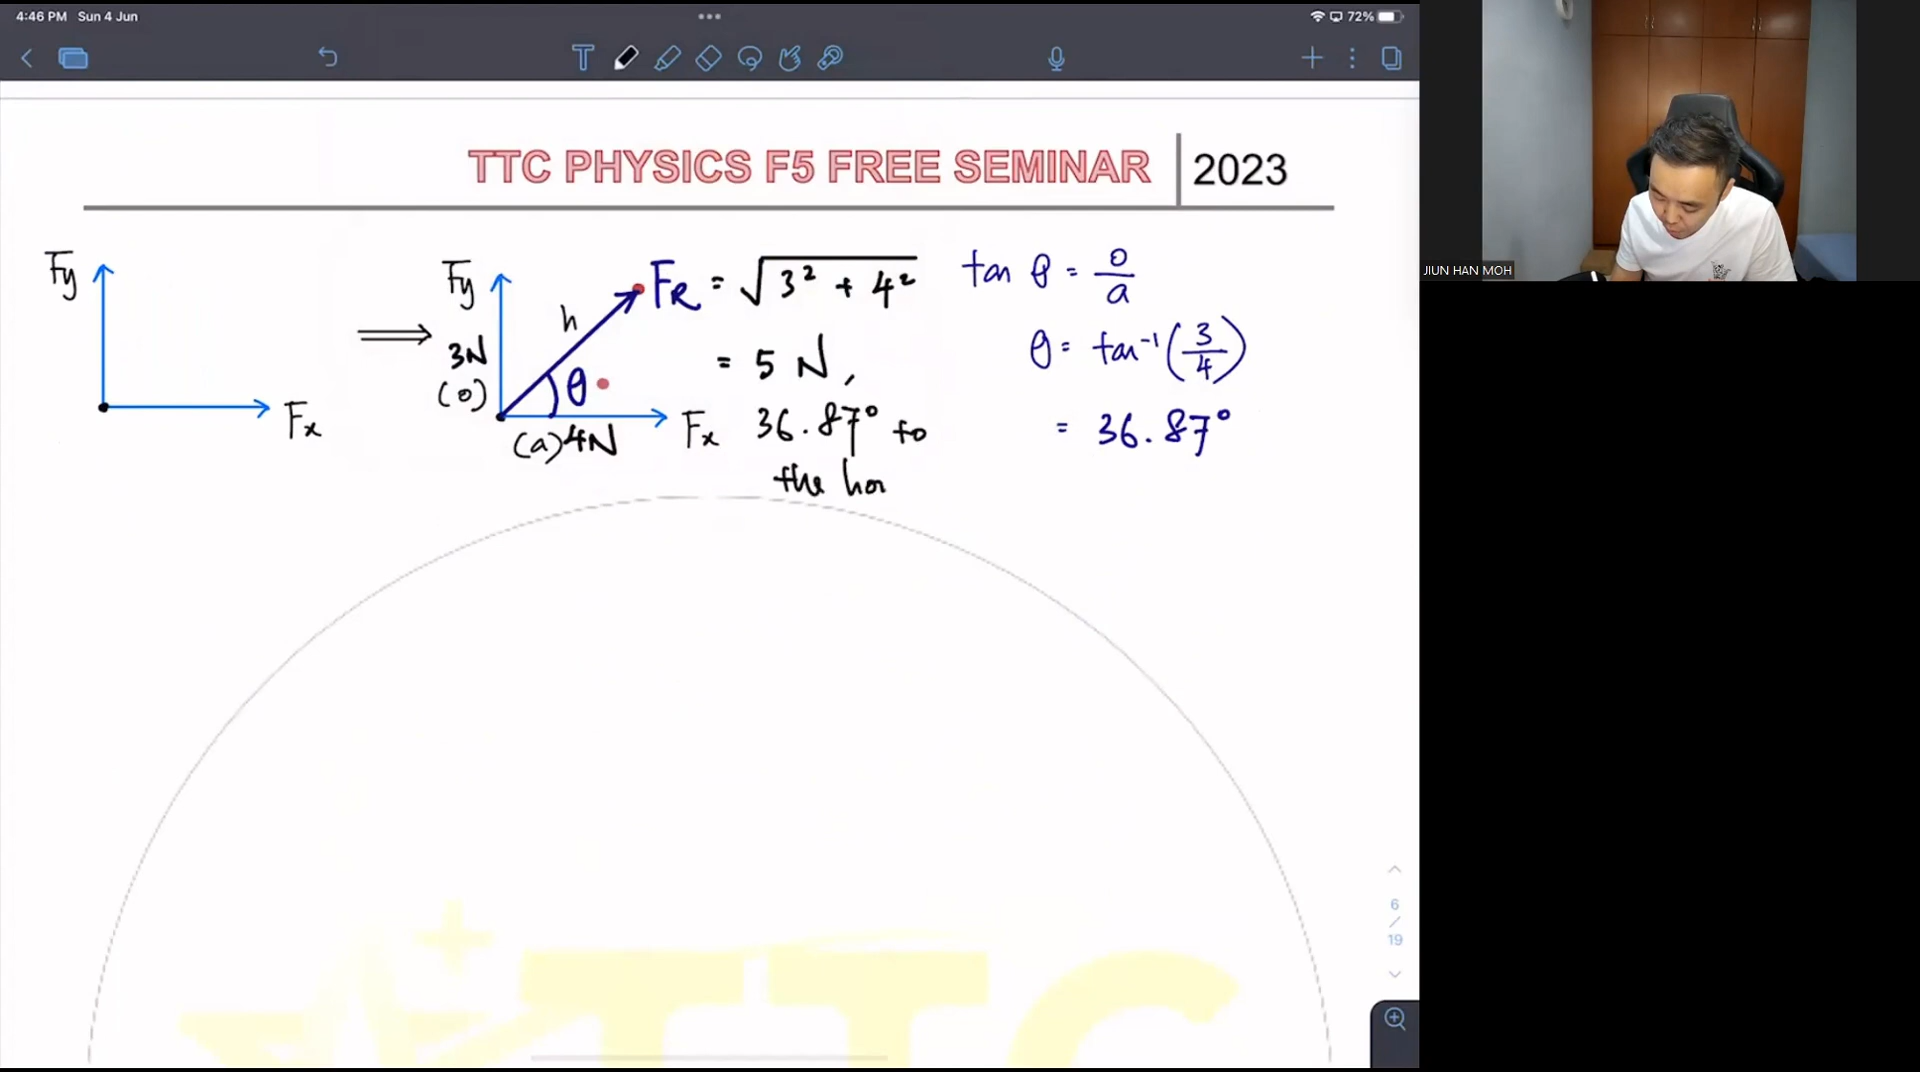 4:46 PM Sun 4 Jun
72%
TTC PHYSICS F5 FREE SEMINAR 2023
JIUN HAN MOH
Fy
Fx
⟹
Fy
3N
(o)
h
θ
(a)4N
Fx
FR = √3² + 4²
= 5 N,
36.87° to
the hor
tan θ = o/a
θ = tan⁻¹(3/4)
= 36.87°
6
/
19
TTC